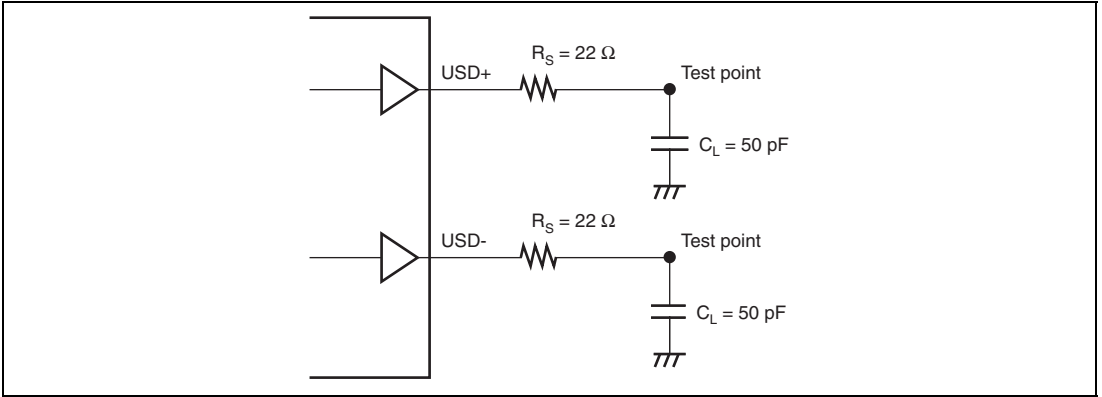 R_S = 22 Ω
USD+
Test point
C_L = 50 pF
R_S = 22 Ω
USD-
Test point
C_L = 50 pF